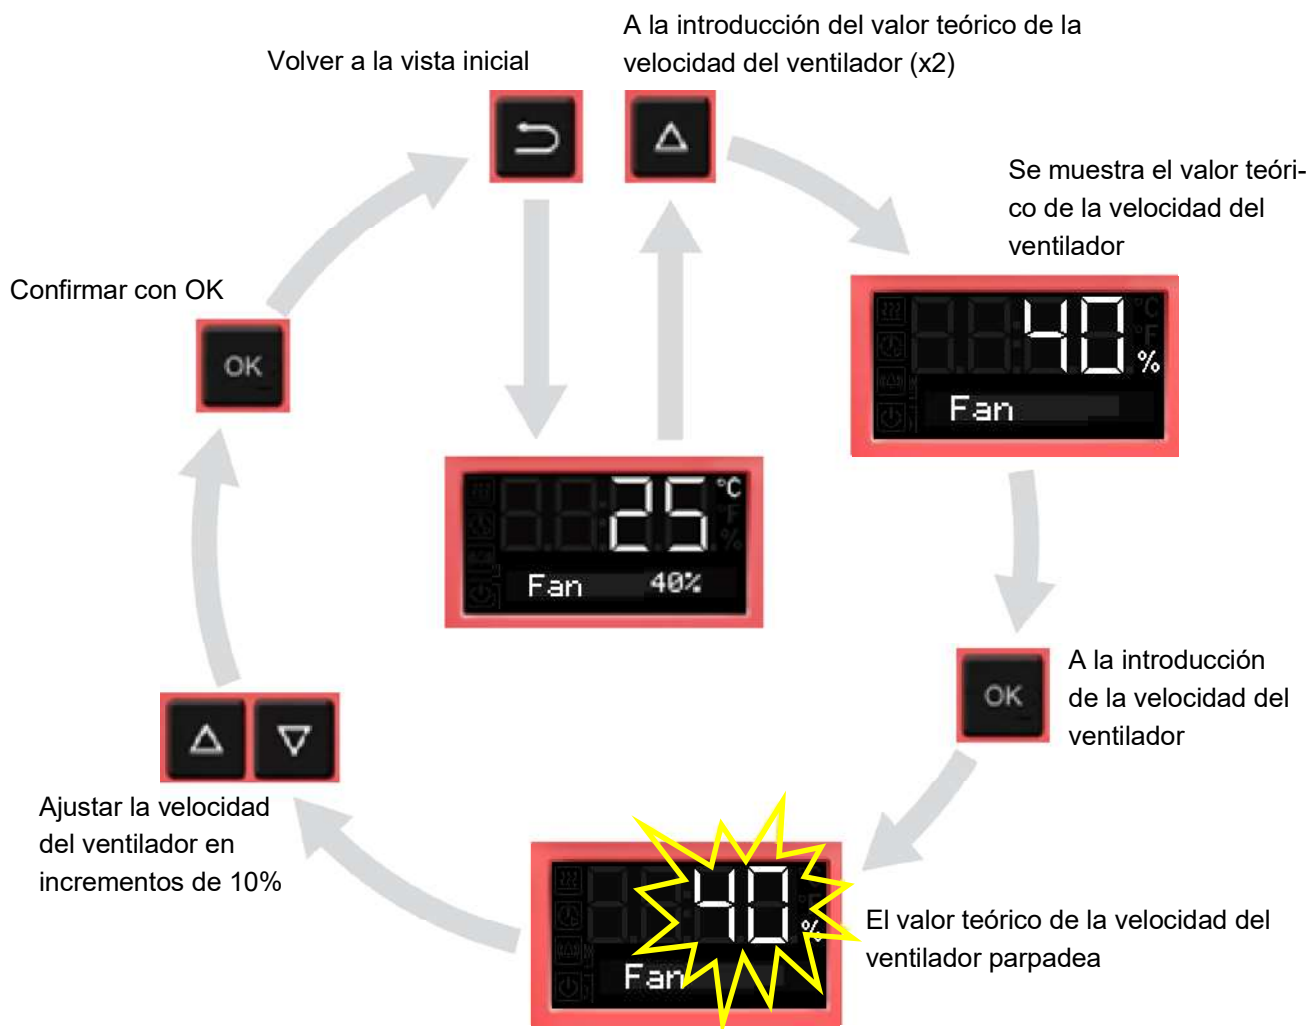 A la introducción del valor teórico de la
velocidad del ventilador (x2)
Volver a la vista inicial
Se muestra el valor teóri-
co de la velocidad del
ventilador
40
%
Fan
Confirmar con OK
OK
25 °C
Fan 40%
A la introducción
de la velocidad del
ventilador
OK
Ajustar la velocidad
del ventilador en
incrementos de 10%
40
%
Fan
El valor teórico de la velocidad del
ventilador parpadea